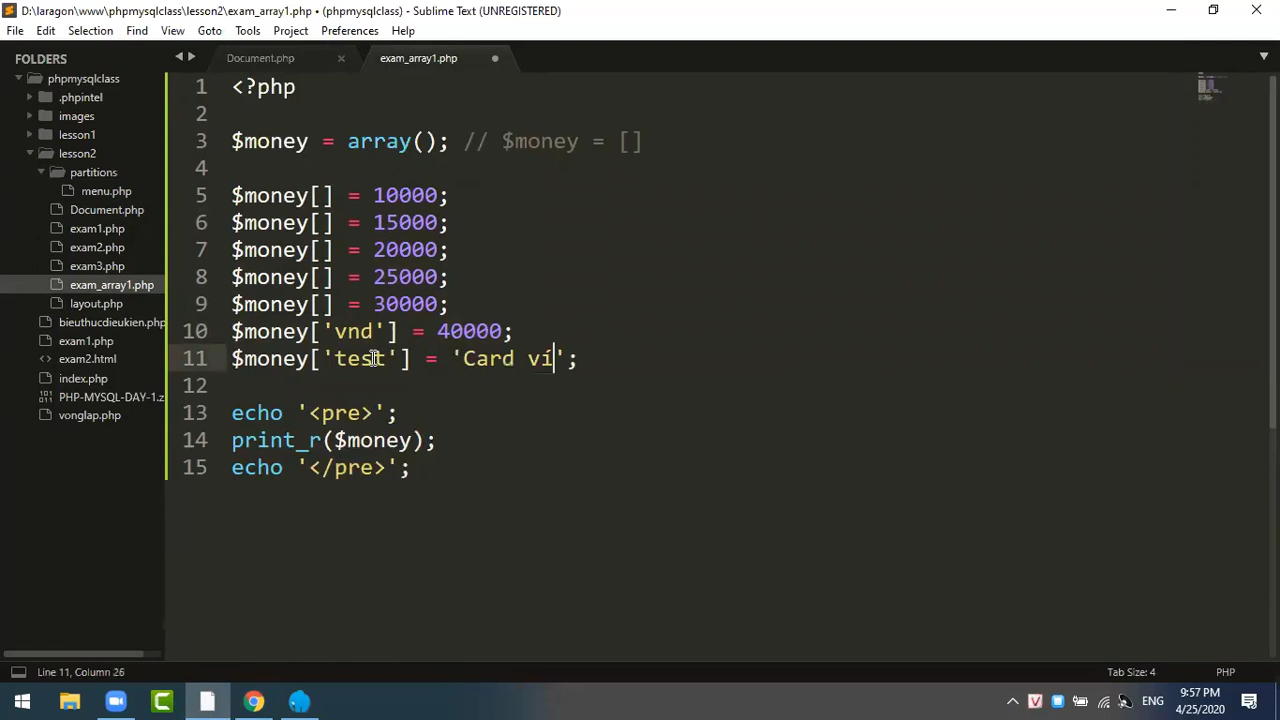 D:\laragon\www\phpmysqlclass\lesson2\exam_array1.php • (phpmysqlclass) - Sublime Text (UNREGISTERED)
File Edit Selection Find View Goto Tools Project Preferences Help
FOLDERS
phpmysqlclass
.phpintel
images
lesson1
lesson2
partitions
menu.php
Document.php
exam1.php
exam2.php
exam3.php
exam_array1.php
layout.php
bieuthucdieukien.php
exam1.php
exam2.html
index.php
PHP-MYSQL-DAY-1.z
vonglap.php
Document.php
exam_array1.php
1 <?php
2
3 $money = array(); // $money = []
4
5 $money[] = 10000;
6 $money[] = 15000;
7 $money[] = 20000;
8 $money[] = 25000;
9 $money[] = 30000;
10 $money['vnd'] = 40000;
11 $money['test'] = 'Card ví';
12
13 echo '<pre>';
14 print_r($money);
15 echo '</pre>';
Line 11, Column 26
Tab Size: 4
PHP
ENG
9:57 PM
4/25/2020